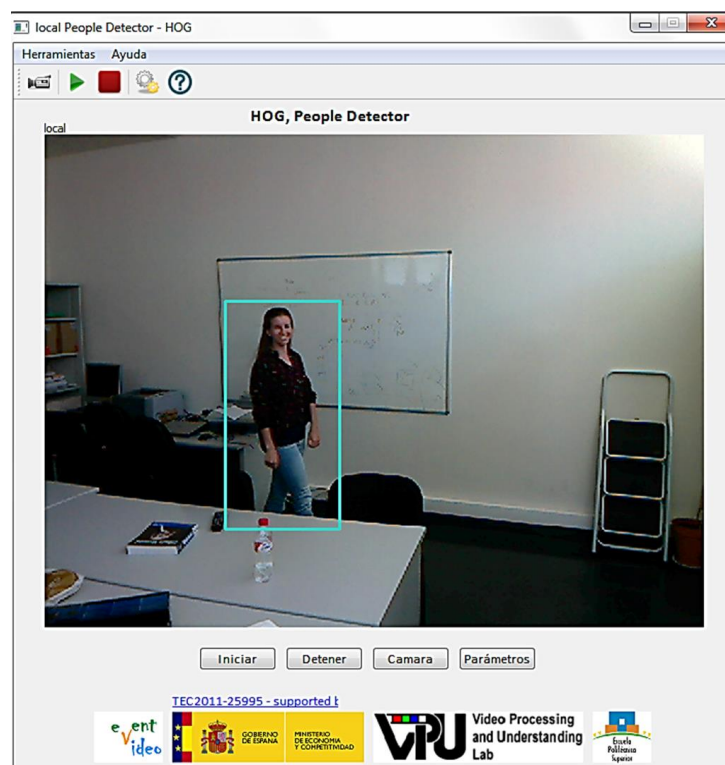 local People Detector - HOG
Herramientas Ayuda
HOG, People Detector
local
Iniciar Detener Camara Parámetros
TEC2011-25995 - supported b
event
video
GOBIERNO
DE ESPAÑA
MINISTERIO
DE ECONOMÍA
Y COMPETITIVIDAD
VPU
Video Processing
and Understanding
Lab
Escuela
Politécnica
Superior